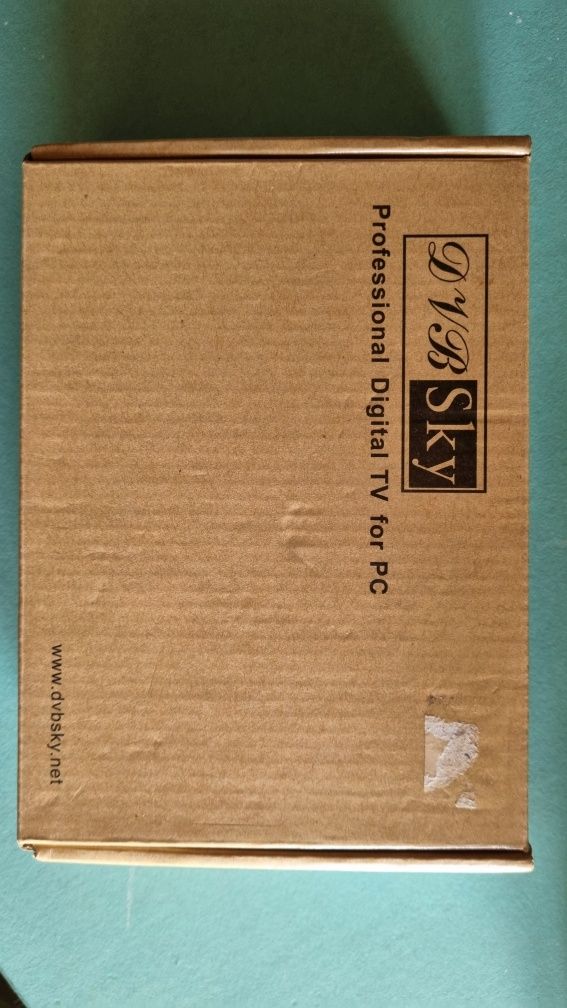 DVBSky
Professional Digital TV for PC
www.dvbsky.net